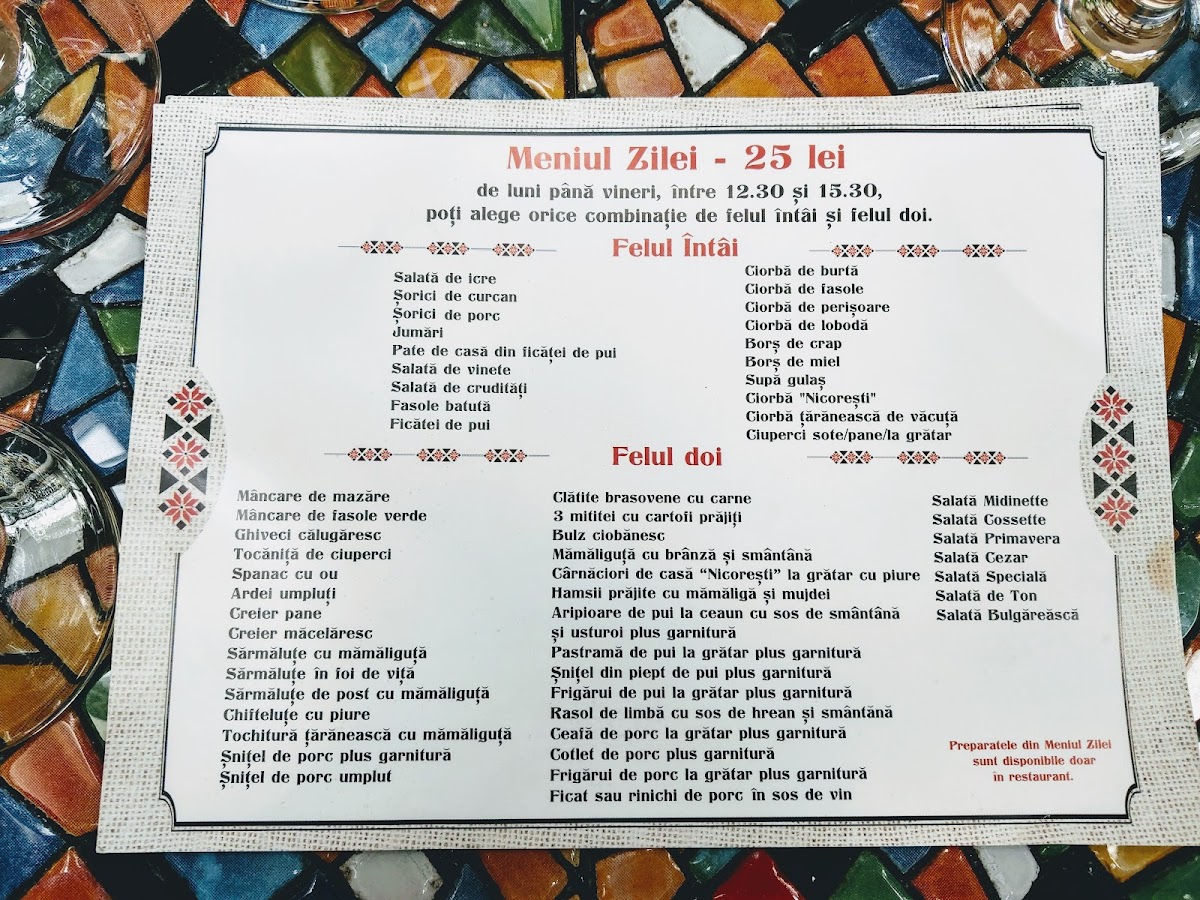 Meniul Zilei - 25 lei
de luni până vineri, între 12.30 și 15.30,
poți alege orice combinație de felul întâi și felul doi.
Felul Întâi
Salată de icre
Șorici de curcan
Șorici de porc
Jumări
Pate de casă din ficăței de pui
Salată de vinete
Salată de crudități
Fasole batută
Ficăței de pui
Ciorbă de burtă
Ciorbă de fasole
Ciorbă de perișoare
Ciorbă de lobodă
Borș de crap
Borș de miel
Supă gulaș
Ciorbă "Nicorești"
Ciorbă țărănească de văcuță
Ciuperci sote/pane/la grătar
Felul doi
Mâncare de mazăre
Mâncare de fasole verde
Ghiveci călugăresc
Tocăniță de ciuperci
Spanac cu ou
Ardei umpluți
Creier pane
Creier măcelăresc
Sărmăluțe cu mămăliguță
Sărmăluțe în foi de viță
Sărmăluțe de post cu mămăliguță
Chifteluțe cu piure
Tochitură țărănească cu mămăliguță
Șnițel de porc plus garnitură
Șnițel de porc umplut
Clătite brasovene cu carne
3 mititei cu cartofi prăjiți
Bulz ciobănesc
Mămăliguță cu brânză și smântână
Cârnăciori de casă “Nicorești” la grătar cu piure
Hamsii prăjite cu mămăligă și mujdei
Aripioare de pui la ceaun cu sos de smântână
și usturoi plus garnitură
Pastramă de pui la grătar plus garnitură
Șnițel din piept de pui plus garnitură
Frigărui de pui la grătar plus garnitură
Rasol de limbă cu sos de hrean și smântână
Ceafă de porc la grătar plus garnitură
Cotlet de porc plus garnitură
Frigărui de porc la grătar plus garnitură
Ficat sau rinichi de porc în sos de vin
Salată Midinette
Salată Cossette
Salată Primavera
Salată Cezar
Salată Specială
Salată de Ton
Salată Bulgărească
Preparatele din Meniul Zilei
sunt disponibile doar
in restaurant.